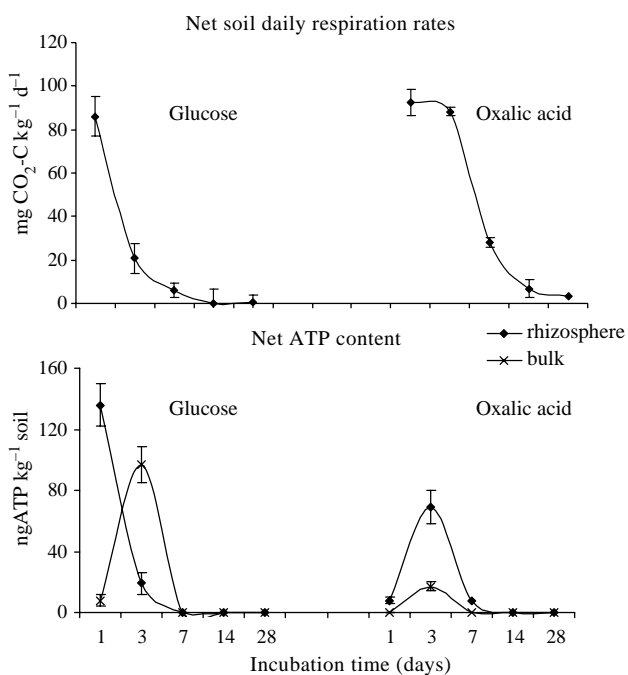 Net soil daily respiration rates
mg CO₂-C kg⁻¹ d⁻¹
120
100
80
60
40
20
0
Glucose
Oxalic acid
rhizosphere
bulk
Net ATP content
ngATP kg⁻¹ soil
160
120
80
40
0
Glucose
Oxalic acid
1 3 7 14 28 1 3 7 14 28
Incubation time (days)